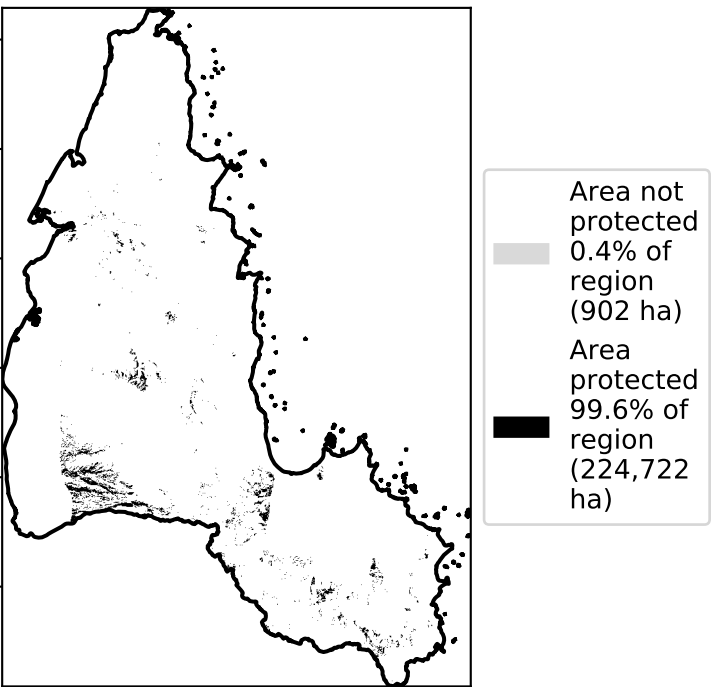 Area not
protected
0.4% of
region
(902 ha)
Area
protected
99.6% of
region
(224,722
ha)